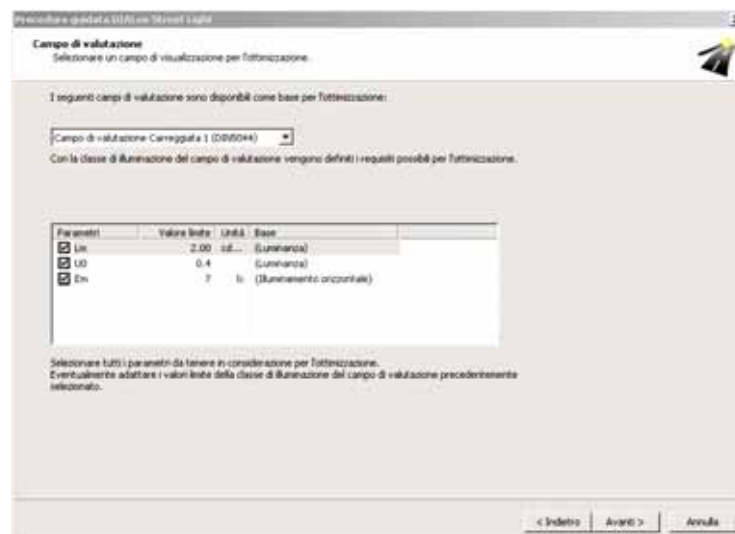 Procedura guidata DIALux Street Light
Campo di valutazione
Selezionare un campo di visualizzazione per l'ottimizzazione.
I seguenti campi di valutazione sono disponibili come base per l'ottimizzazione:
Campo di valutazione Carreggiata 1 (DIN5044)
Con la classe di illuminazione del campo di valutazione vengono definiti i requisiti possibili per l'ottimizzazione.
Parametri Valore limite Unità Base
Lm 2.00 cd... (Luminanza)
U0 0.4 (Luminanza)
Em 7 lx (Illuminamento orizzontale)
Selezionare tutti i parametri da tenere in considerazione per l'ottimizzazione.
Eventualmente adattare i valori limite della classe di illuminazione del campo di valutazione precedentemente
selezionato.
< Indietro Avanti > Annulla